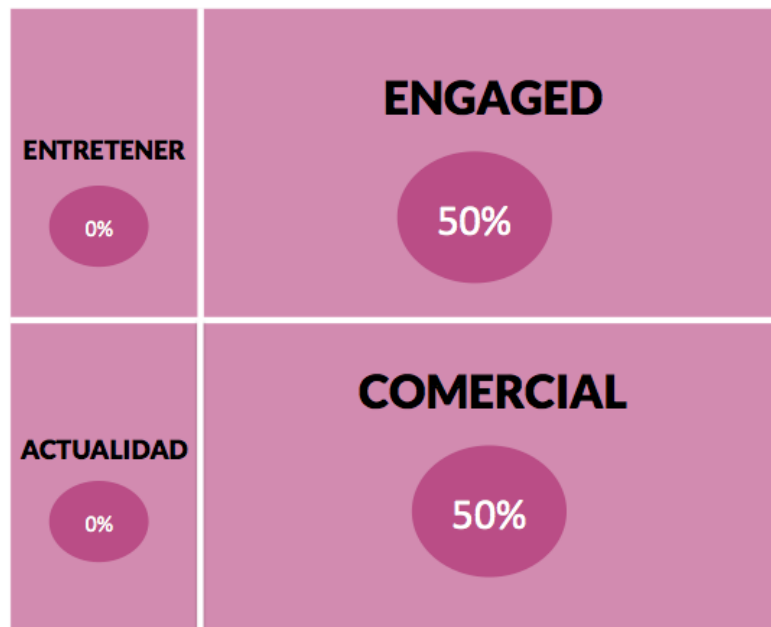 ENTRETENER
0%
ENGAGED
50%
ACTUALIDAD
0%
COMERCIAL
50%